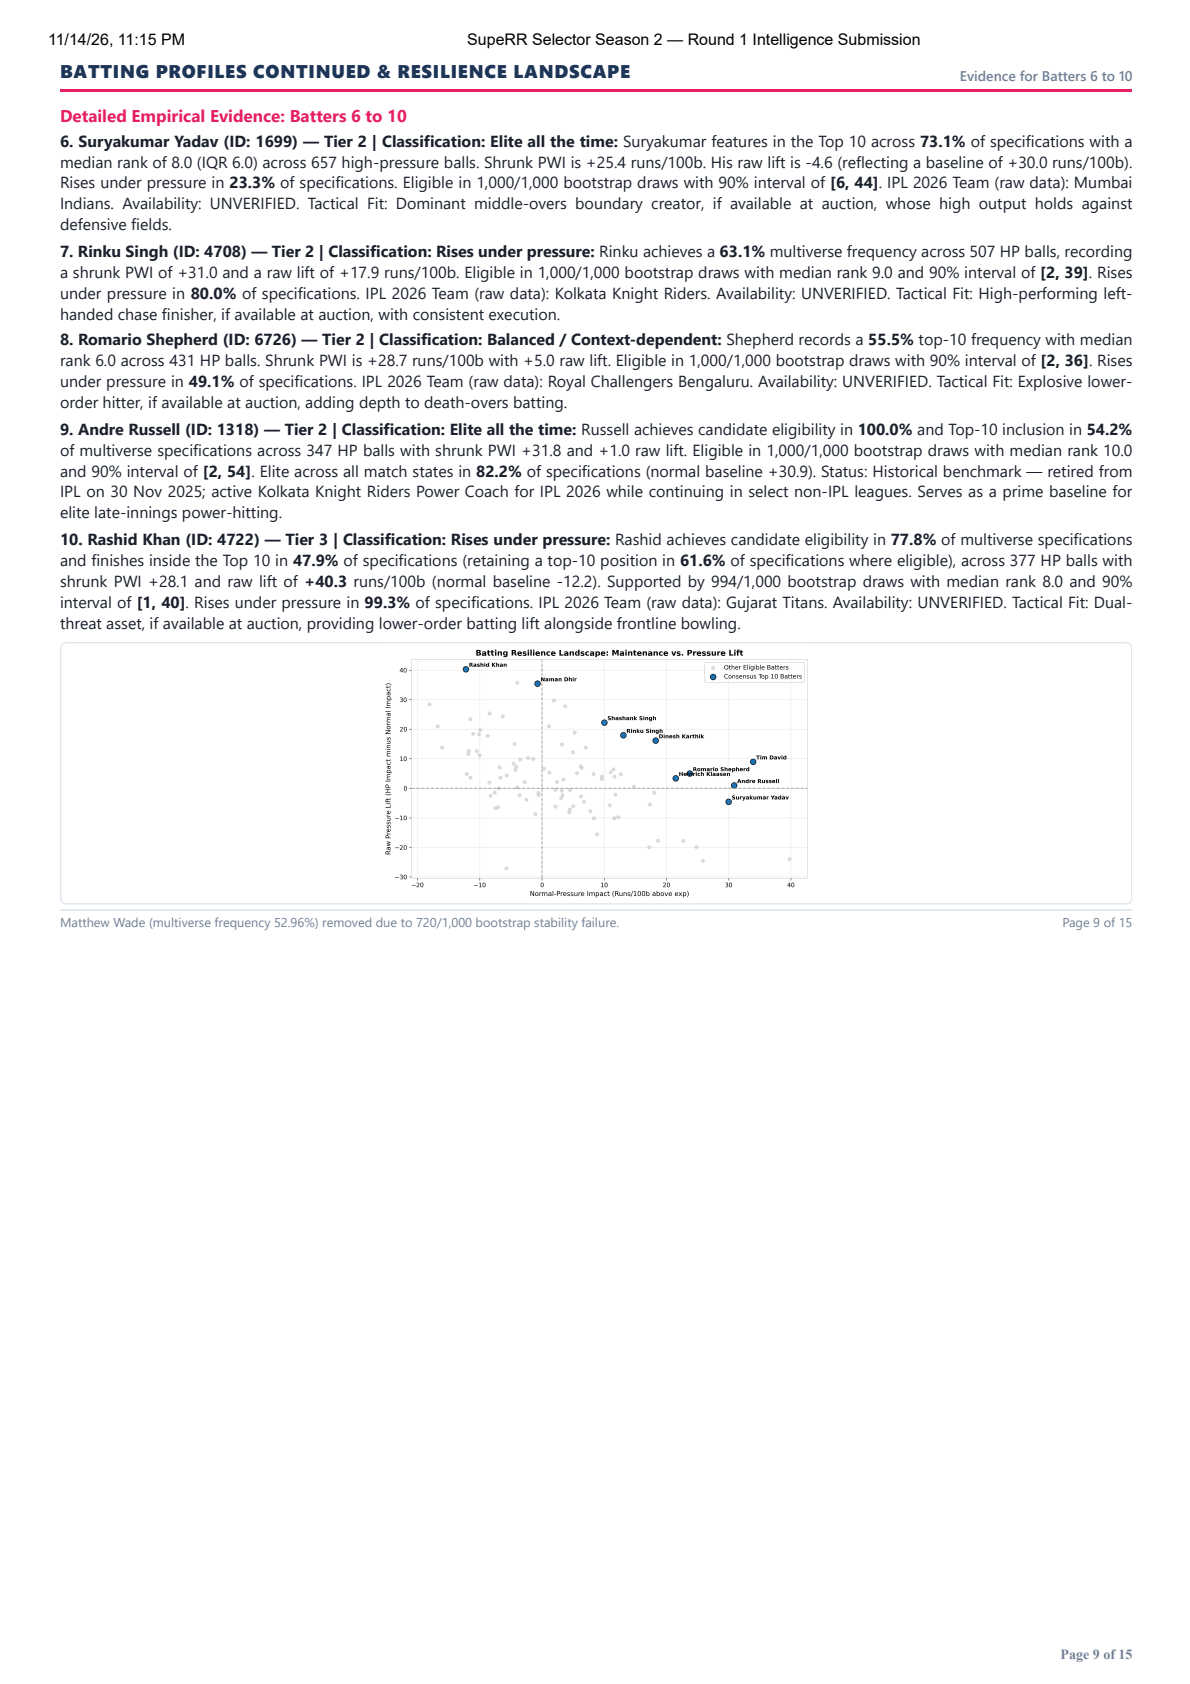 11/14/26, 11:15 PM
SupeRR Selector Season 2 — Round 1 Intelligence Submission
BATTING PROFILES CONTINUED & RESILIENCE LANDSCAPE
Evidence for Batters 6 to 10
Detailed Empirical Evidence: Batters 6 to 10
6. Suryakumar Yadav (ID: 1699) — Tier 2 | Classification: Elite all the time: Suryakumar features in the Top 10 across 73.1% of specifications with a
median rank of 8.0 (IQR 6.0) across 657 high-pressure balls. Shrunk PWI is +25.4 runs/100b. His raw lift is -4.6 (reflecting a baseline of +30.0 runs/100b).
Rises under pressure in 23.3% of specifications. Eligible in 1,000/1,000 bootstrap draws with 90% interval of [6, 44]. IPL 2026 Team (raw data): Mumbai
Indians. Availability: UNVERIFIED. Tactical Fit: Dominant middle-overs boundary creator, if available at auction, whose high output holds against
defensive fields.
7. Rinku Singh (ID: 4708) — Tier 2 | Classification: Rises under pressure: Rinku achieves a 63.1% multiverse frequency across 507 HP balls, recording
a shrunk PWI of +31.0 and a raw lift of +17.9 runs/100b. Eligible in 1,000/1,000 bootstrap draws with median rank 9.0 and 90% interval of [2, 39]. Rises
under pressure in 80.0% of specifications. IPL 2026 Team (raw data): Kolkata Knight Riders. Availability: UNVERIFIED. Tactical Fit: High-performing left-
handed chase finisher, if available at auction, with consistent execution.
8. Romario Shepherd (ID: 6726) — Tier 2 | Classification: Balanced / Context-dependent: Shepherd records a 55.5% top-10 frequency with median
rank 6.0 across 431 HP balls. Shrunk PWI is +28.7 runs/100b with +5.0 raw lift. Eligible in 1,000/1,000 bootstrap draws with 90% interval of [2, 36]. Rises
under pressure in 49.1% of specifications. IPL 2026 Team (raw data): Royal Challengers Bengaluru. Availability: UNVERIFIED. Tactical Fit: Explosive lower-
order hitter, if available at auction, adding depth to death-overs batting.
9. Andre Russell (ID: 1318) — Tier 2 | Classification: Elite all the time: Russell achieves candidate eligibility in 100.0% and Top-10 inclusion in 54.2%
of multiverse specifications across 347 HP balls with shrunk PWI +31.8 and +1.0 raw lift. Eligible in 1,000/1,000 bootstrap draws with median rank 10.0
and 90% interval of [2, 54]. Elite across all match states in 82.2% of specifications (normal baseline +30.9). Status: Historical benchmark — retired from
IPL on 30 Nov 2025; active Kolkata Knight Riders Power Coach for IPL 2026 while continuing in select non-IPL leagues. Serves as a prime baseline for
elite late-innings power-hitting.
10. Rashid Khan (ID: 4722) — Tier 3 | Classification: Rises under pressure: Rashid achieves candidate eligibility in 77.8% of multiverse specifications
and finishes inside the Top 10 in 47.9% of specifications (retaining a top-10 position in 61.6% of specifications where eligible), across 377 HP balls with
shrunk PWI +28.1 and raw lift of +40.3 runs/100b (normal baseline -12.2). Supported by 994/1,000 bootstrap draws with median rank 8.0 and 90%
interval of [1, 40]. Rises under pressure in 99.3% of specifications. IPL 2026 Team (raw data): Gujarat Titans. Availability: UNVERIFIED. Tactical Fit: Dual-
threat asset, if available at auction, providing lower-order batting lift alongside frontline bowling.
Batting Resilience Landscape: Maintenance vs. Pressure Lift
Other Eligible Batters
Consensus Top 10 Batters
Rashid Khan
Naman Dhir
Shashank Singh
Rinku Singh
Dinesh Karthik
Tim David
Romario Shepherd
Heinrich Klaasen
Andre Russell
Suryakumar Yadav
Raw Pressure Lift (HP Impact minus Normal Impact)
40
30
20
10
0
−10
−20
−30
−20
−10
0
10
20
30
40
Normal-Pressure Impact (Runs/100b above exp)
Matthew Wade (multiverse frequency 52.96%) removed due to 720/1,000 bootstrap stability failure.
Page 9 of 15
Page 9 of 15